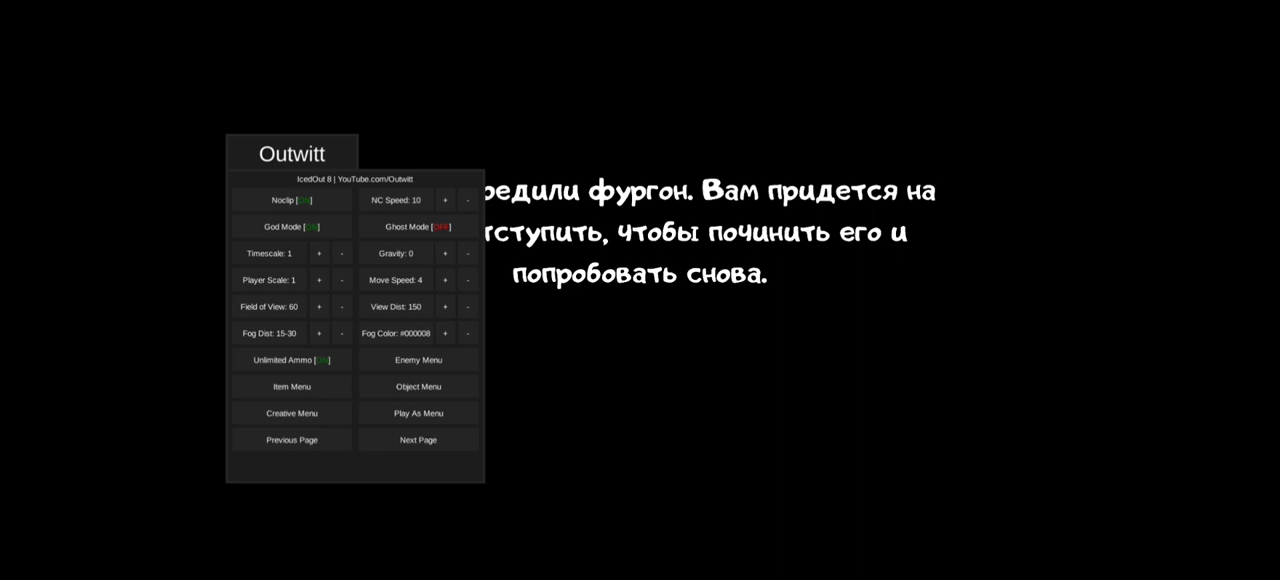 Outwitt
IcedOut 8 | YouTube.com/Outwitt
Noclip [ON] NC Speed: 10 + -
God Mode [ON] Ghost Mode [OFF]
Timescale: 1 + - Gravity: 0 + -
Player Scale: 1 + - Move Speed: 4 + -
Field of View: 60 + - View Dist: 150 + -
Fog Dist: 15-30 + - Fog Color: #000008 + -
Unlimited Ammo [ON] Enemy Menu
Item Menu Object Menu
Creative Menu Play As Menu
Previous Page Next Page
фургон. Вам придется на
чтобы починить его и
попробовать снова.